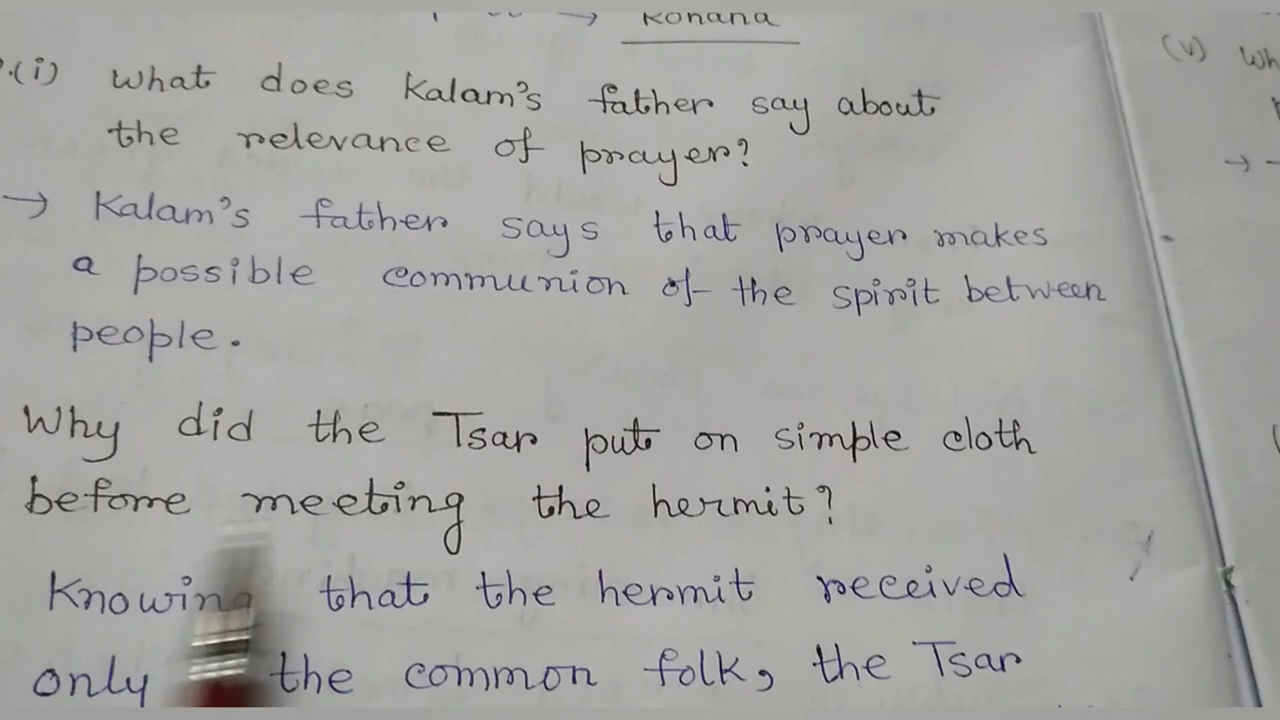 Konana
(i) What does Kalam's father say about
the relevance of prayer?
→ Kalam's father says that prayer makes
a possible communion of the spirit between
people.
Why did the Tsar put on simple cloth
before meeting the hermit?
Knowing that the hermit received
only the common folk, the Tsar
(v)
→